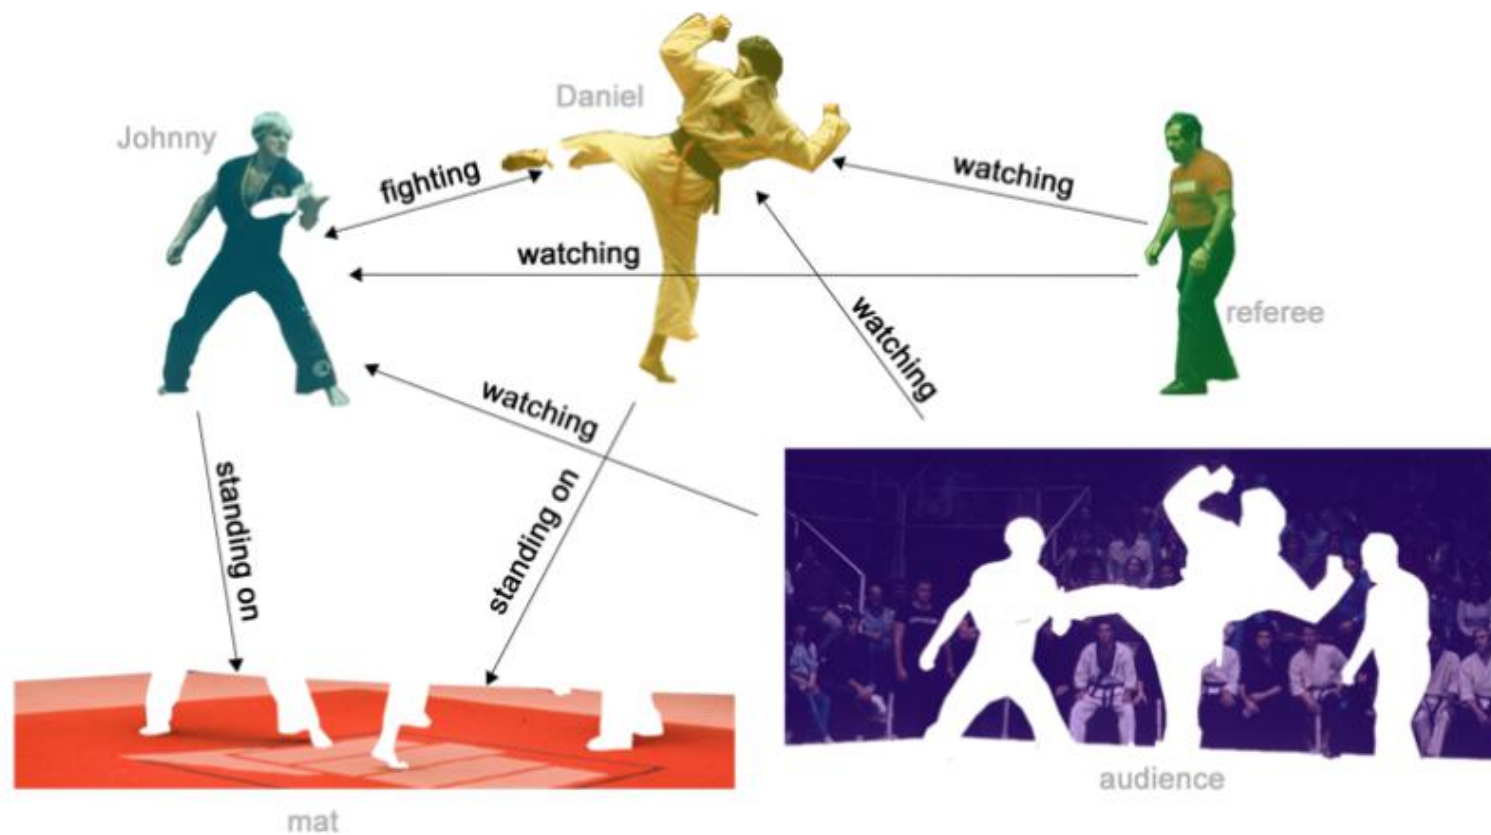 Daniel
Johnny
fighting
watching
watching
watching
referee
watching
standing on
standing on
audience
mat